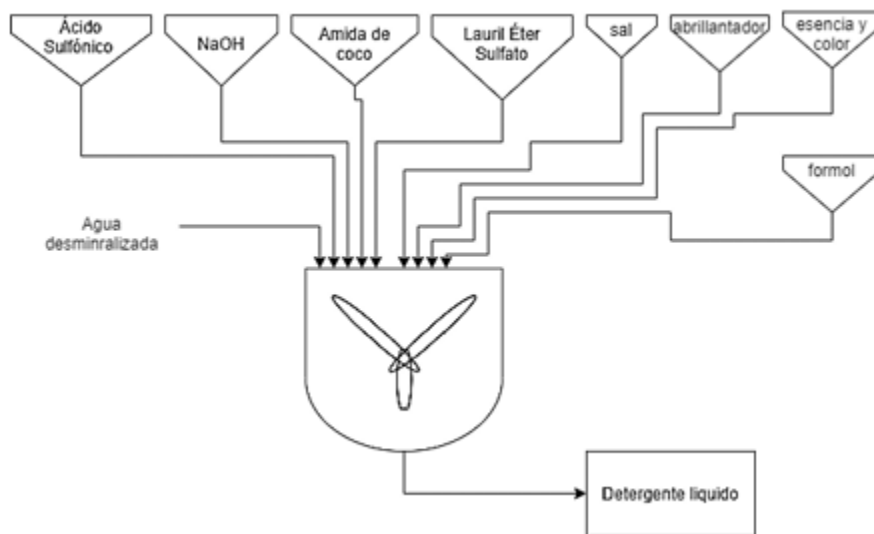 Ácido
Sulfónico
NaOH
Amida de
coco
Lauril Éter
Sulfato
sal
abrillantador
esencia y
color
formol
Agua
desminralizada
Detergente liquido